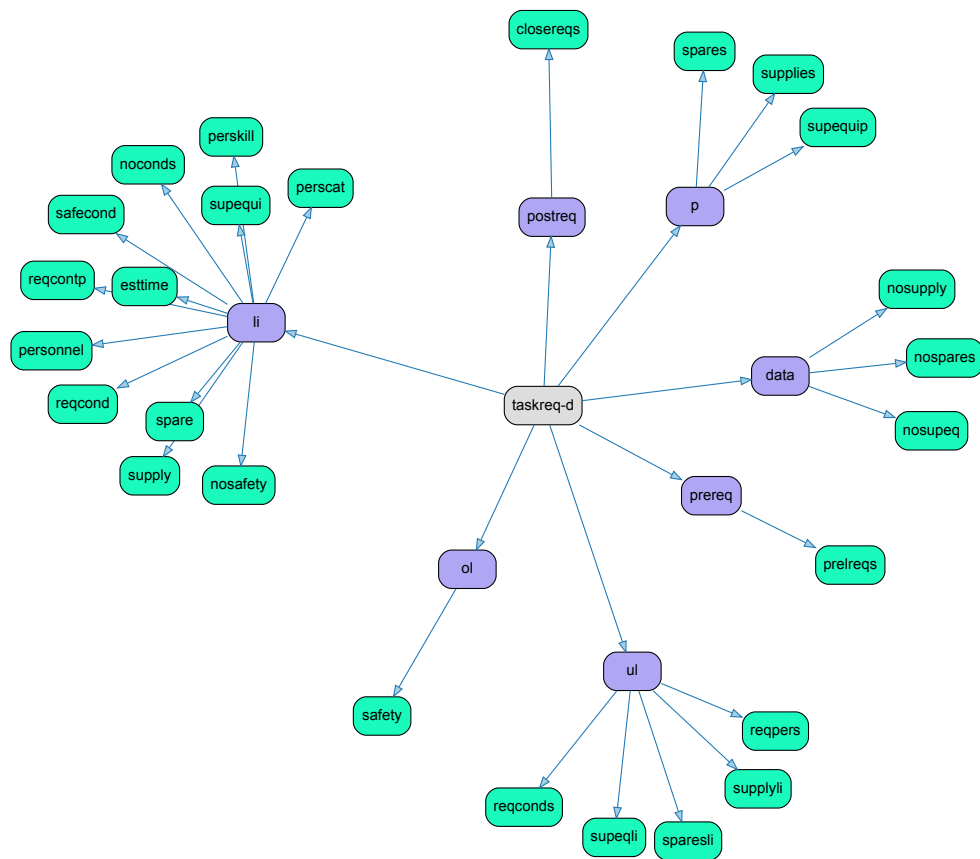 closereqs
spares
supplies
supequip
perskill
noconds
perscat
supequi
safecond
postreq
p
reqcontp
esttime
nosupply
li
personnel
nospares
data
reqcond
taskreq-d
spare
nosupeq
supply
nosafety
prereq
ol
prelreqs
ul
safety
reqpers
supplyli
reqconds
supeqli
sparesli